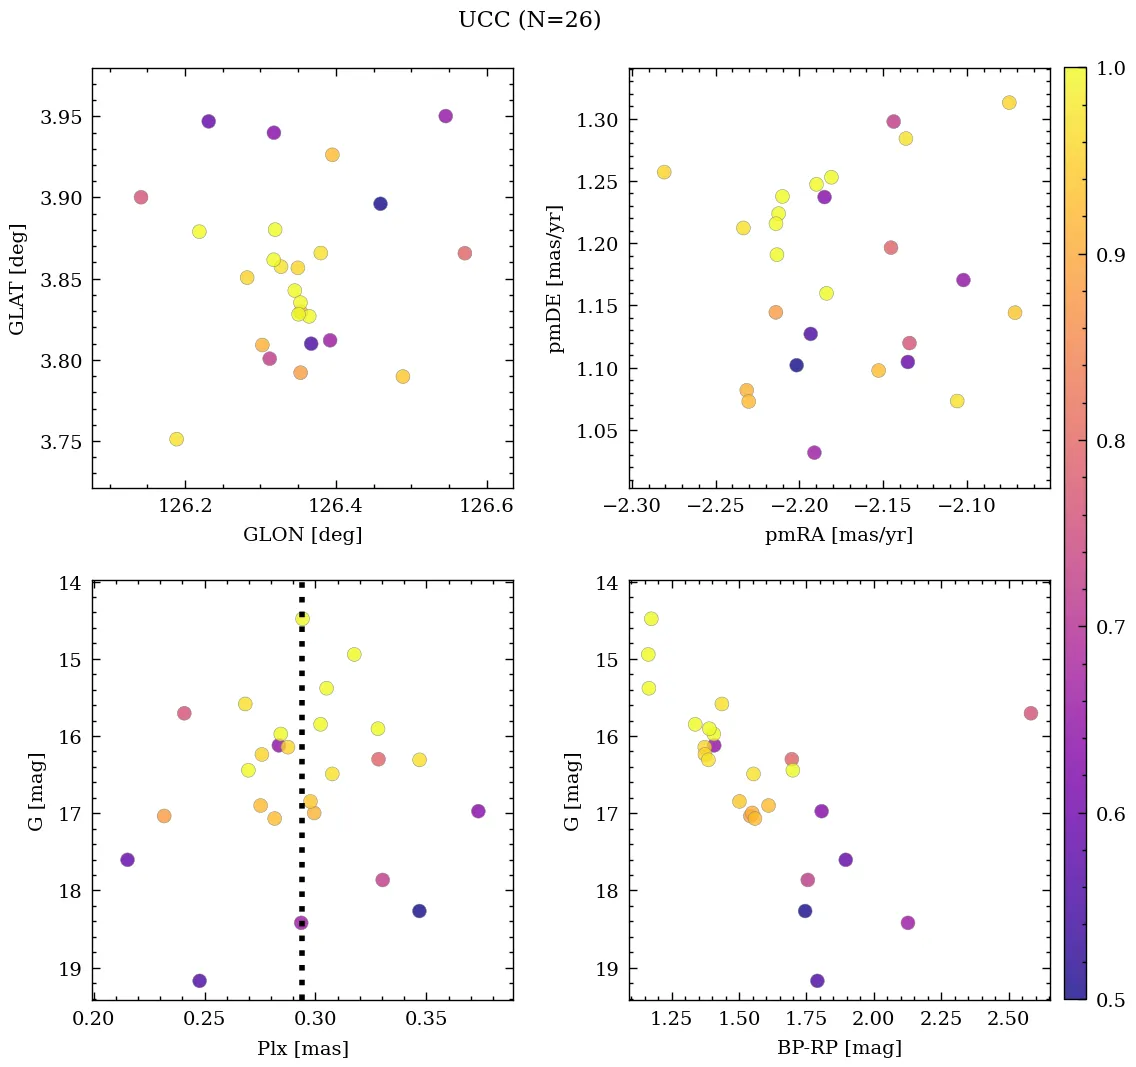 UCC (N=26)
3.95
3.90
3.85
3.80
3.75
GLAT [deg]
126.2 126.4 126.6
GLON [deg]
1.30
1.25
1.20
1.15
1.10
1.05
pmDE [mas/yr]
−2.30 −2.25 −2.20 −2.15 −2.10
pmRA [mas/yr]
1.0
0.9
0.8
0.7
0.6
0.5
14
15
16
17
18
19
G [mag]
0.20 0.25 0.30 0.35
Plx [mas]
14
15
16
17
18
19
G [mag]
1.25 1.50 1.75 2.00 2.25 2.50
BP-RP [mag]